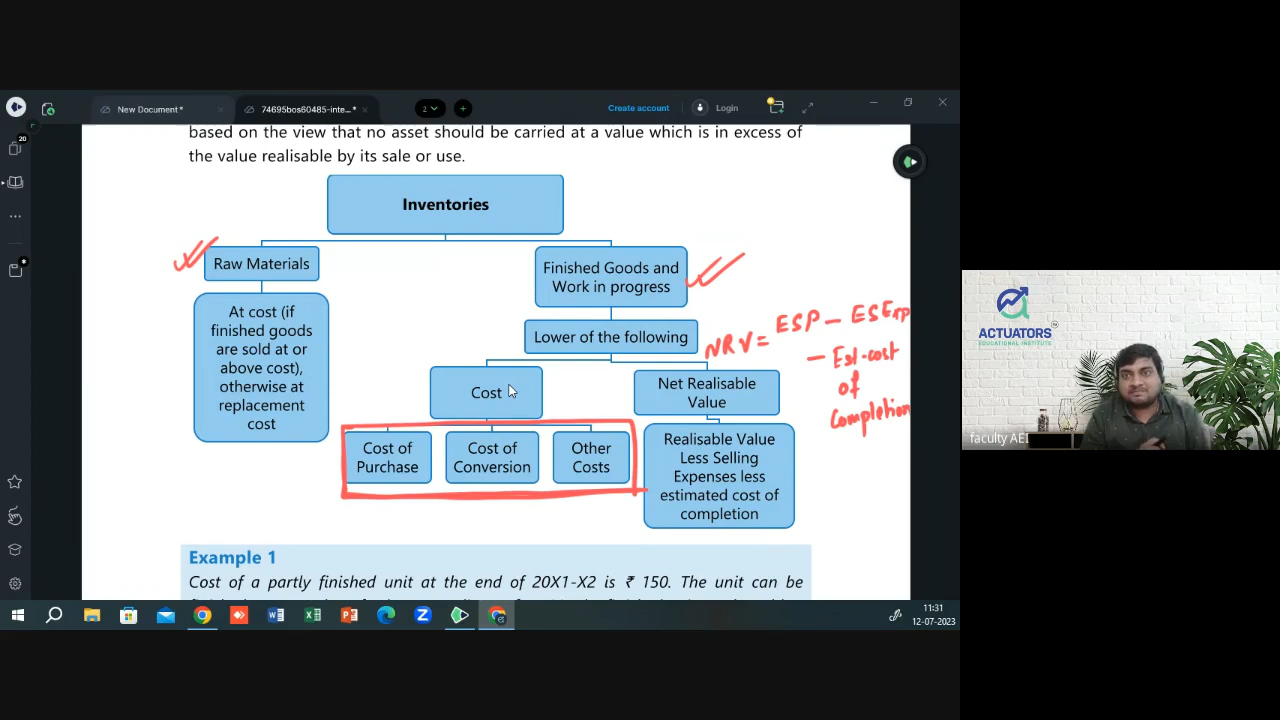 New Document*
74695bos60485-inte...*
2
Create account
Login
20
based on the view that no asset should be carried at a value which is in excess of
the value realisable by its sale or use.
Inventories
Raw Materials
Finished Goods and
Work in progress
At cost (if
finished goods
are sold at or
above cost),
otherwise at
replacement
cost
Lower of the following
NRV = ESP - ESExp
- Est-cost
of
completion
Cost
Net Realisable
Value
Cost of
Purchase
Cost of
Conversion
Other
Costs
Realisable Value
Less Selling
Expenses less
estimated cost of
completion
Example 1
Cost of a partly finished unit at the end of 20X1-X2 is ₹ 150. The unit can be
ACTUATORS
EDUCATIONAL INSTITUTE
faculty AEI
11:31
12-07-2023